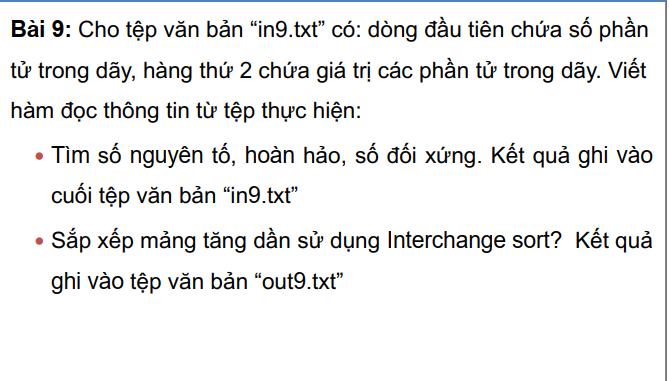 Bài 9: Cho tệp văn bản “in9.txt” có: dòng đầu tiên chứa số phần
tử trong dãy, hàng thứ 2 chứa giá trị các phần tử trong dãy. Viết
hàm đọc thông tin từ tệp thực hiện:
• Tìm số nguyên tố, hoàn hảo, số đối xứng. Kết quả ghi vào
cuối tệp văn bản “in9.txt”
• Sắp xếp mảng tăng dần sử dụng Interchange sort? Kết quả
ghi vào tệp văn bản “out9.txt”